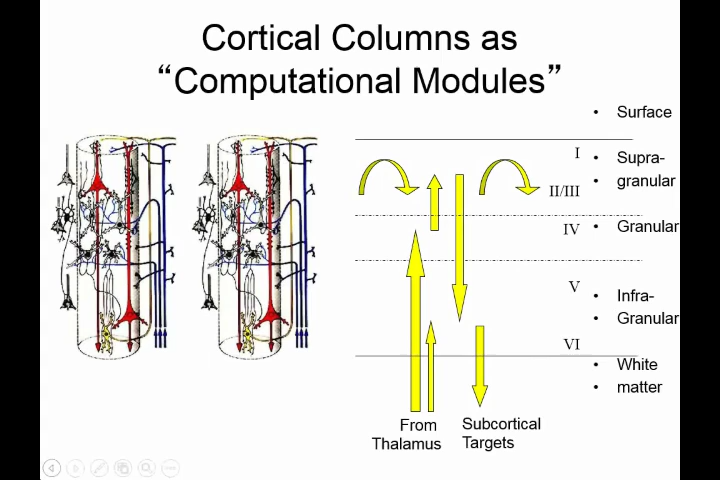 Cortical Columns as
“Computational Modules”
• Surface
I
• Supra-
• granular
II/III
IV
• Granular
V
• Infra-
• Granular
VI
• White
• matter
From
Thalamus
Subcortical
Targets